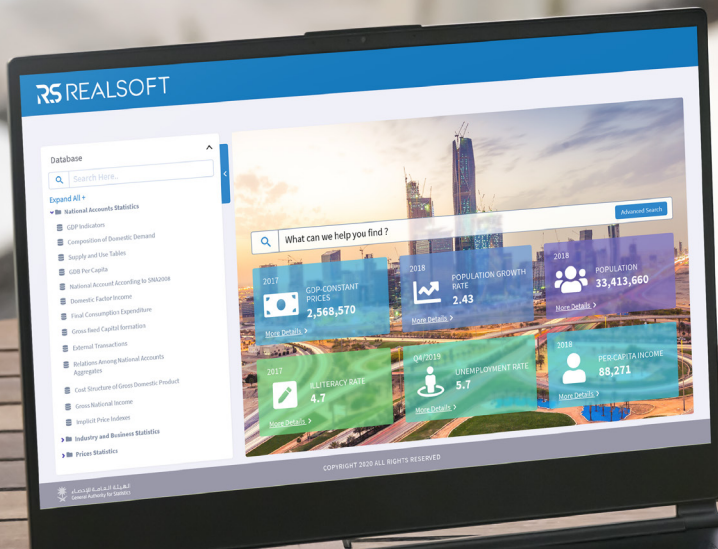 RS REALSOFT
Database
Search Here..
Expand All +
National Accounts Statistics
GDP Indicators
Composition of Domestic Demand
Supply and Use Tables
GDB Per Capita
National Account According to SNA2008
Domestic Factor Income
Final Consumption Expenditure
Gross fixed Capital formation
External Transactions
Relations Among National Accounts
Aggregates
Cost Structure of Gross Domestic Product
Gross National Income
Implicit Price Indexes
Industry and Business Statistics
Prices Statistics
What can we help you find ?
Advanced Search
2017
GDP-CONSTANT
PRICES
2,568,570
More Details >
2018
POPULATION GROWTH
RATE
2.43
More Details >
2018
POPULATION
33,413,660
More Details >
2017
ILLITERACY RATE
4.7
More Details >
Q4/2019
UNEMPLOYMENT RATE
5.7
More Details >
2018
PER CAPITA INCOME
88,271
More Details >
COPYRIGHT 2020 ALL RIGHTS RESERVED
الهيئة العامة للإحصاء
General Authority for Statistics